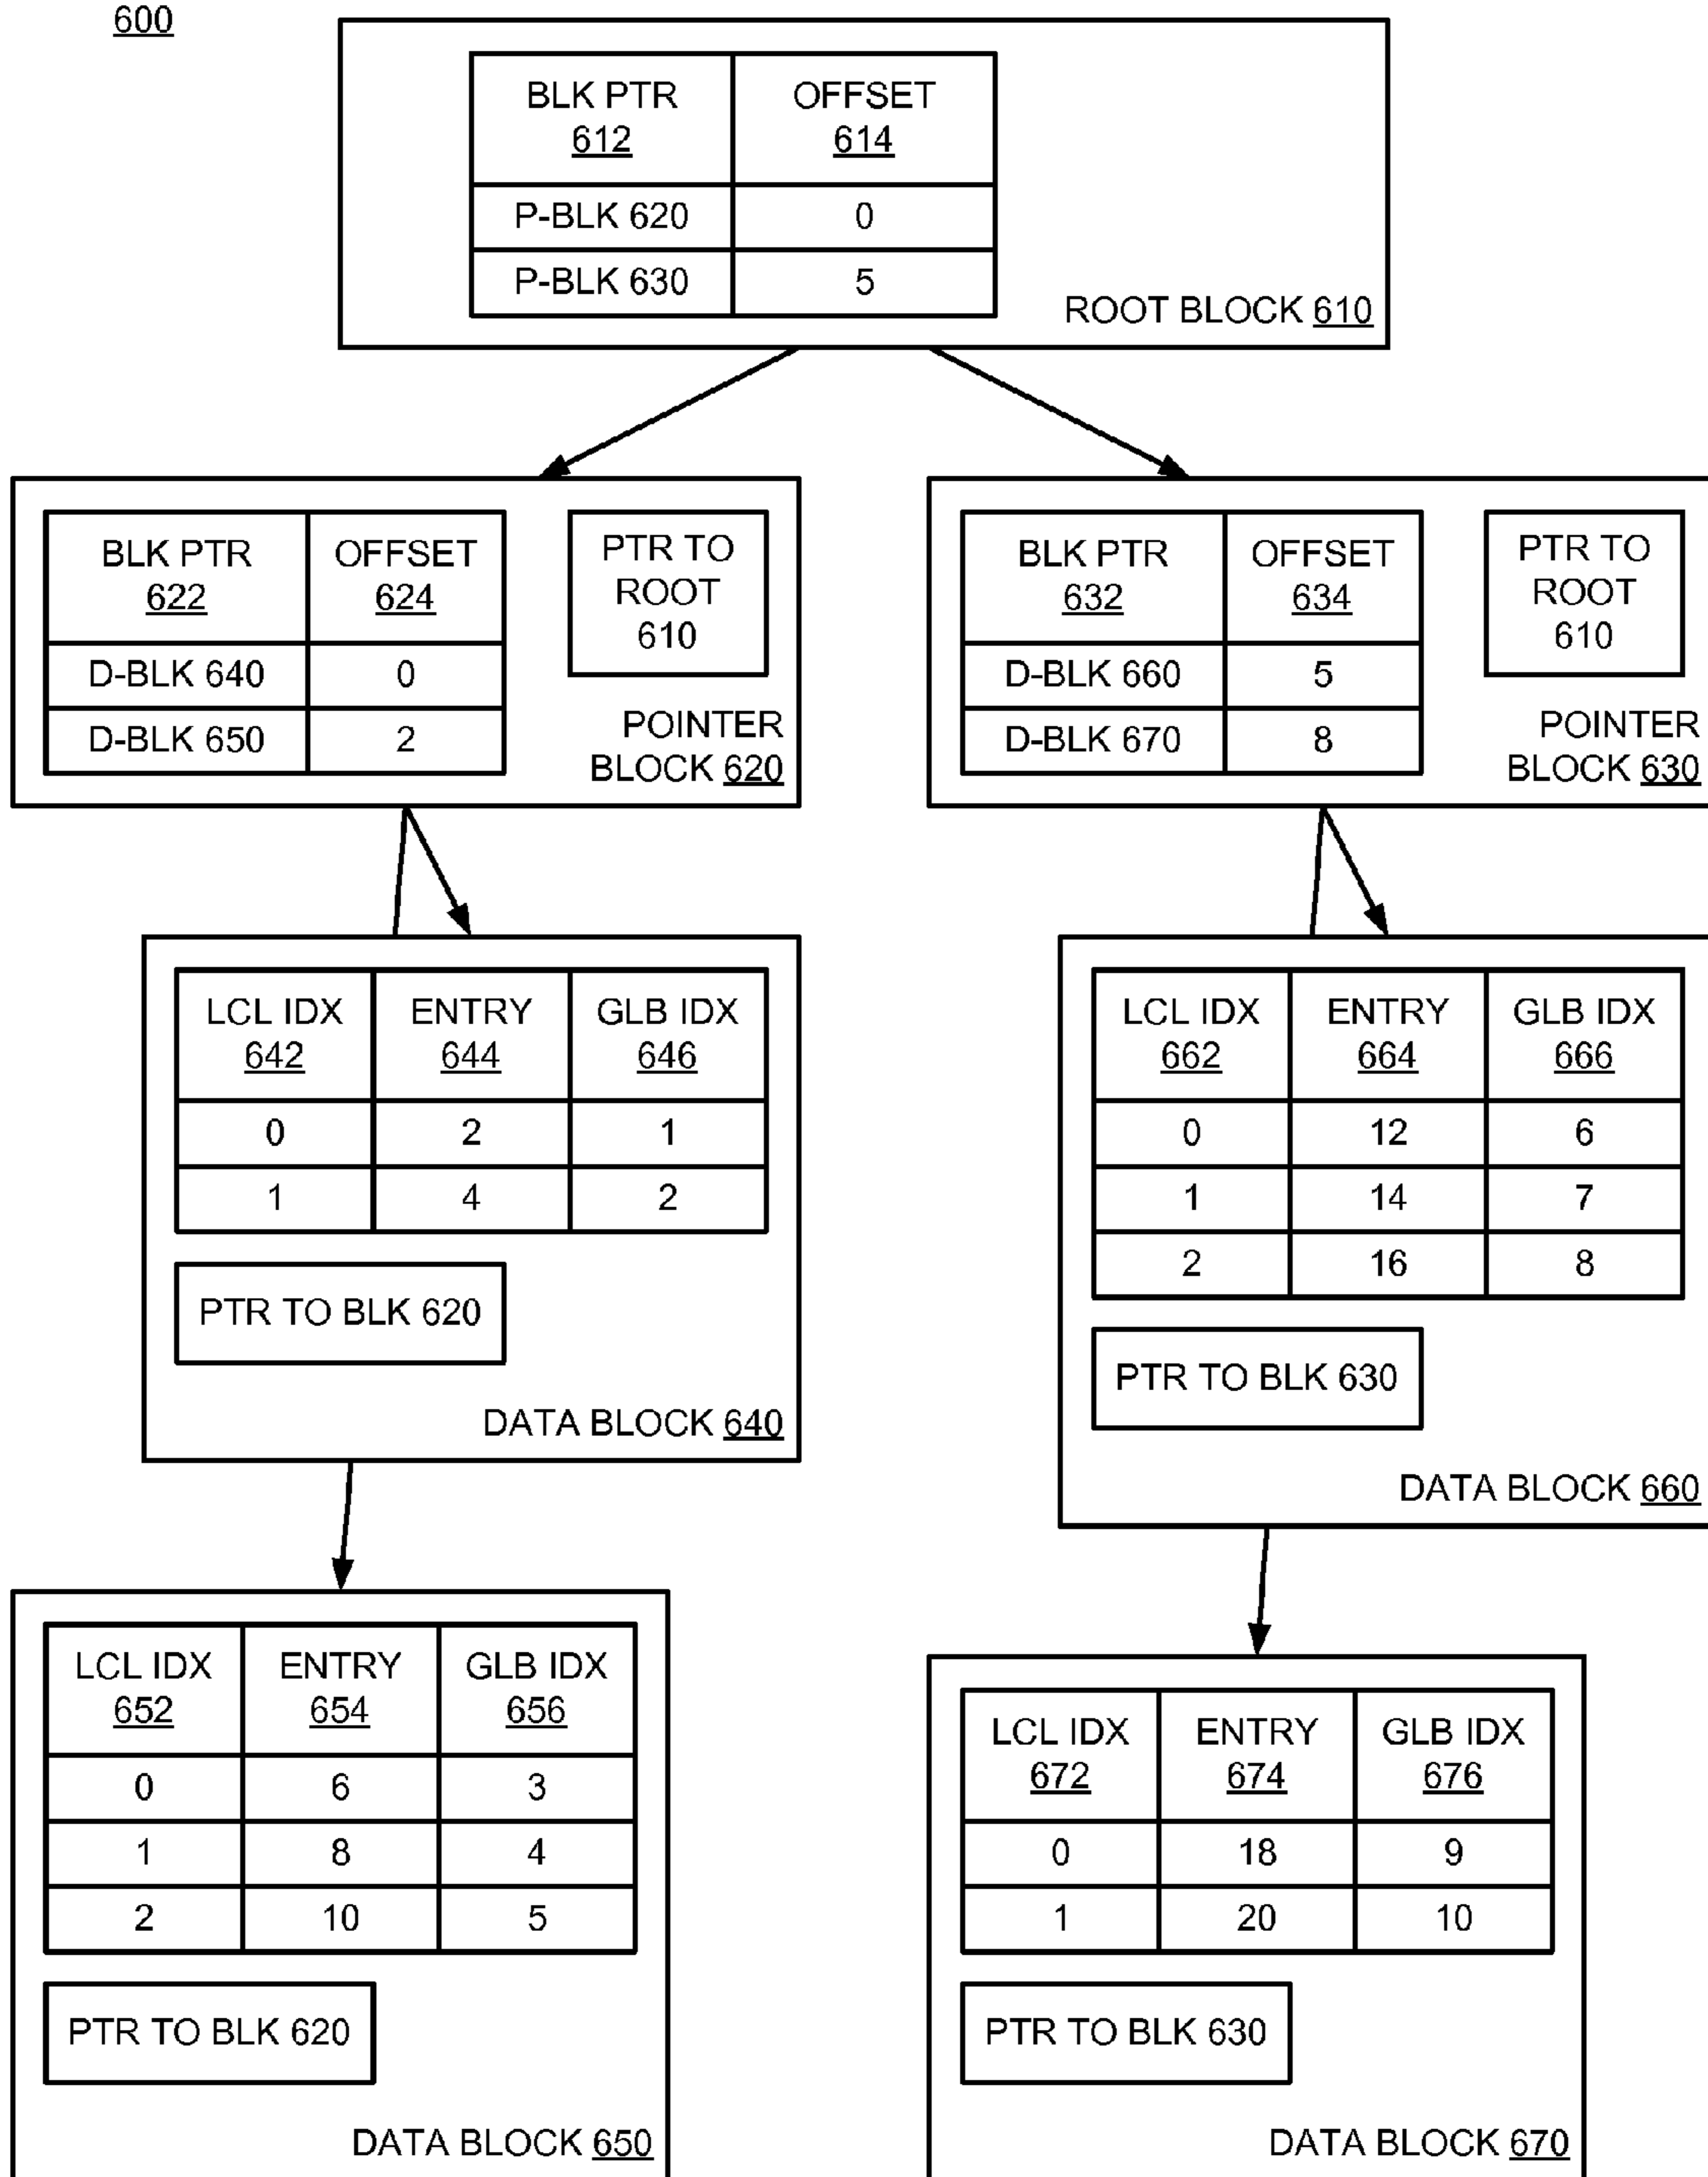 600
BLK PTR OFFSET
612 614
P-BLK 620 0
P-BLK 630 5
ROOT BLOCK 610
BLK PTR OFFSET
622 624
D-BLK 640 0
D-BLK 650 2
PTR TO
ROOT
610
POINTER
BLOCK 620
BLK PTR OFFSET
632 634
D-BLK 660 5
D-BLK 670 8
PTR TO
ROOT
610
POINTER
BLOCK 630
LCL IDX ENTRY GLB IDX
642 644 646
0 2 1
1 4 2
PTR TO BLK 620
DATA BLOCK 640
LCL IDX ENTRY GLB IDX
662 664 666
0 12 6
1 14 7
2 16 8
PTR TO BLK 630
DATA BLOCK 660
LCL IDX ENTRY GLB IDX
652 654 656
0 6 3
1 8 4
2 10 5
PTR TO BLK 620
DATA BLOCK 650
LCL IDX ENTRY GLB IDX
672 674 676
0 18 9
1 20 10
PTR TO BLK 630
DATA BLOCK 670